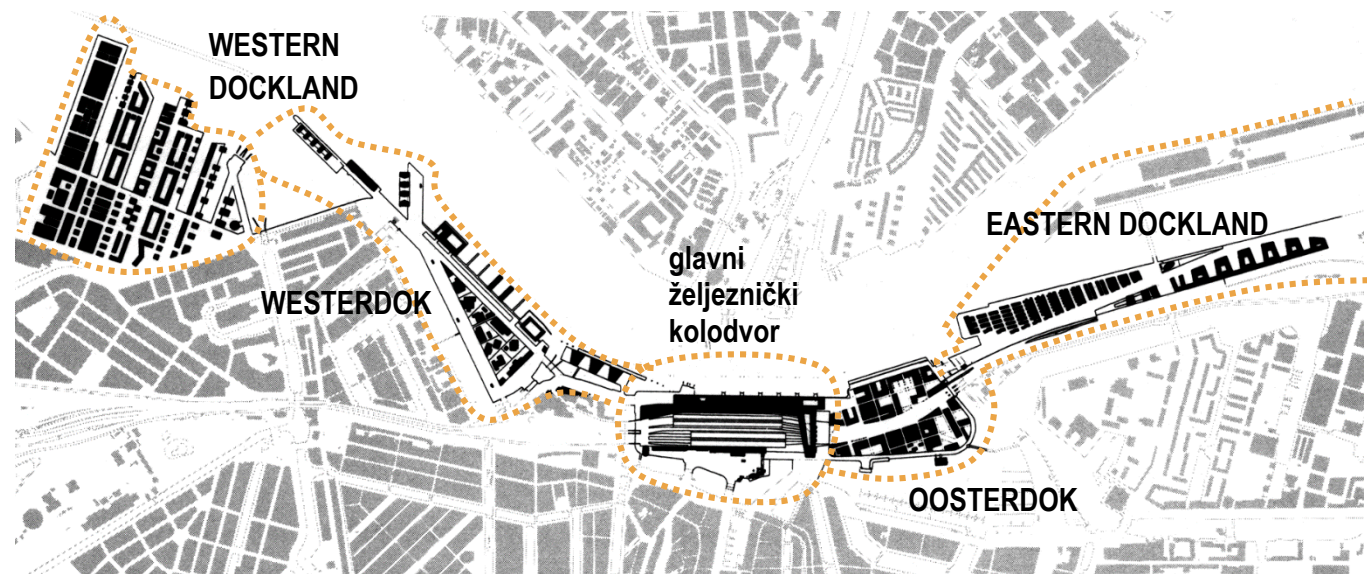 WESTERN
DOCKLAND
WESTERDOK
glavni
željeznički
kolodvor
EASTERN DOCKLAND
OOSTERDOK